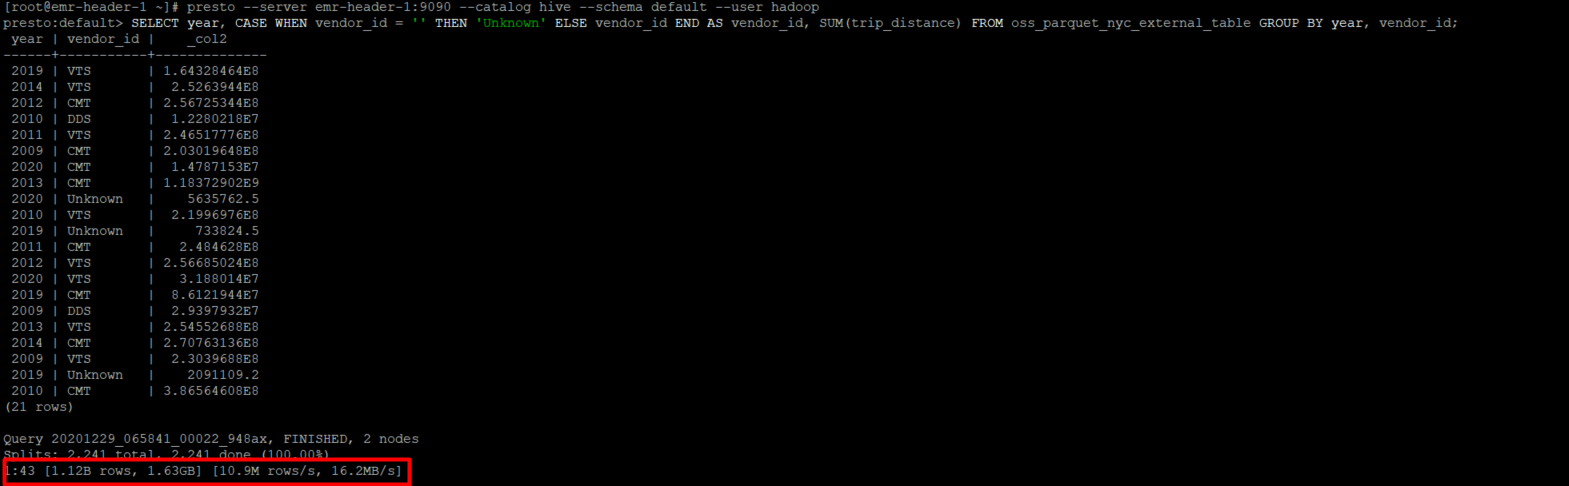 [root@emr-header-1 ~]# presto --server emr-header-1:9090 --catalog hive --schema default --user hadoop
presto:default> SELECT year, CASE WHEN vendor_id = '' THEN 'Unknown' ELSE vendor_id END AS vendor_id, SUM(trip_distance) FROM oss_parquet_nyc_external_table GROUP BY year, vendor_id;
 year | vendor_id |    _col2
------+-----------+--------------
 2019 | VTS       | 1.64328464E8
 2014 | VTS       |  2.5263944E8
 2012 | CMT       | 2.56725344E8
 2010 | DDS       |  1.2280218E7
 2011 | VTS       | 2.46517776E8
 2009 | CMT       | 2.03019648E8
 2020 | CMT       |  1.4787153E7
 2013 | CMT       | 1.18372902E9
 2020 | Unknown   |    5635762.5
 2010 | VTS       |  2.1996976E8
 2019 | Unknown   |     733824.5
 2011 | CMT       |   2.484628E8
 2012 | VTS       | 2.56685024E8
 2020 | VTS       |   3.188014E7
 2019 | CMT       |  8.6121944E7
 2009 | DDS       |  2.9397932E7
 2013 | VTS       | 2.54552688E8
 2014 | CMT       | 2.70763136E8
 2009 | VTS       |  2.3039688E8
 2019 | Unknown   |    2091109.2
 2010 | CMT       | 3.86564608E8
(21 rows)
Query 20201229_065841_00022_948ax, FINISHED, 2 nodes
Splits: 2,241 total, 2,241 done (100.00%)
1:43 [1.12B rows, 1.63GB] [10.9M rows/s, 16.2MB/s]